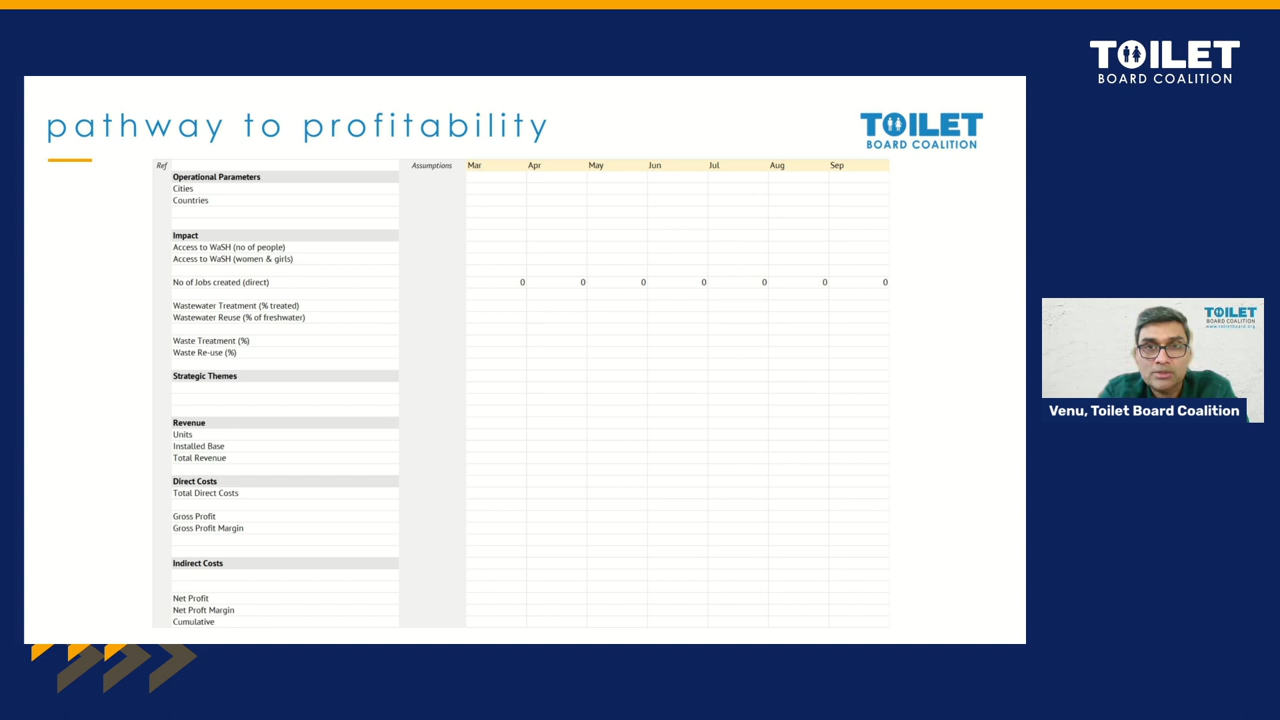 TOILET
BOARD COALITION
pathway to profitability
TOILET
BOARD COALITION
Ref Assumptions Mar Apr May Jun Jul Aug Sep
Operational Parameters
Cities
Countries
Impact
Access to WaSH (no of people)
Access to WaSH (women & girls)
No of Jobs created (direct) 0 0 0 0 0 0 0
Wastewater Treatment (% treated)
Wastewater Reuse (% of freshwater)
Waste Treatment (%)
Waste Re-use (%)
Strategic Themes
Revenue
Units
Installed Base
Total Revenue
Direct Costs
Total Direct Costs
Gross Profit
Gross Profit Margin
Indirect Costs
Net Profit
Net Proft Margin
Cumulative
TOILET
BOARD COALITION
www.toiletboard.org
Venu, Toilet Board Coalition